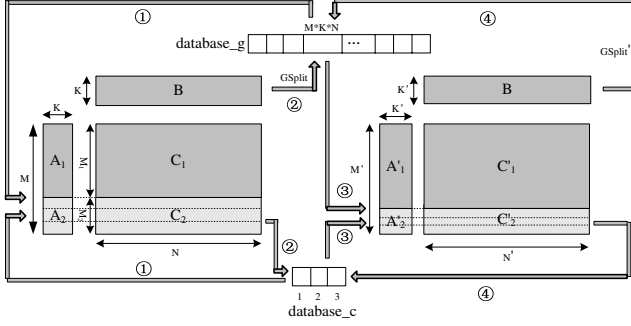 ① ④
M*K*N
database_g ...
GSplit'
GSplit
②
K B
K' B
K
K'
M A₁ M₁ C₁
M' A'₁ C'₁
③
A₂ M₂ C₂
A'₂ C'₂
② ③
N
N'
① ④
1 2 3
database_c